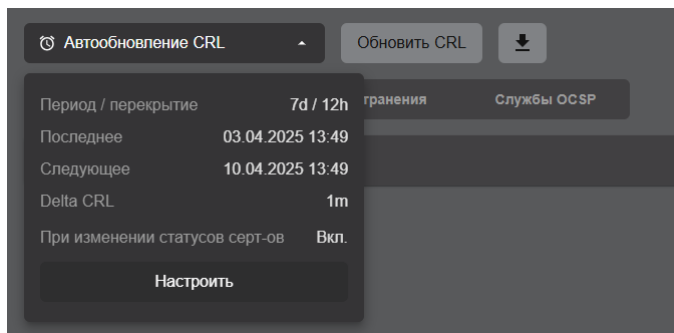 Автообновление CRL
Обновить CRL
Период / перекрытие 7d / 12h
Последнее 03.04.2025 13:49
Следующее 10.04.2025 13:49
Delta CRL 1m
При изменении статусов серт-ов Вкл.
Настроить
Службы OCSP